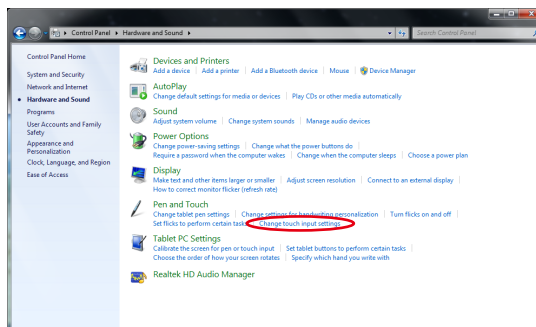 Control Panel ▸ Hardware and Sound ▸
Search Control Panel
Control Panel Home
System and Security
Network and Internet
Hardware and Sound
Programs
User Accounts and Family
Safety
Appearance and
Personalization
Clock, Language, and Region
Ease of Access
Devices and Printers
Add a device | Add a printer | Add a Bluetooth device | Mouse | Device Manager
AutoPlay
Change default settings for media or devices | Play CDs or other media automatically
Sound
Adjust system volume | Change system sounds | Manage audio devices
Power Options
Change power-saving settings | Change what the power buttons do
Require a password when the computer wakes | Change when the computer sleeps | Choose a power plan
Display
Make text and other items larger or smaller | Adjust screen resolution | Connect to an external display
How to correct monitor flicker (refresh rate)
Pen and Touch
Change tablet pen settings | Change settings for handwriting personalization | Turn flicks on and off
Set flicks to perform certain tasks | Change touch input settings
Tablet PC Settings
Calibrate the screen for pen or touch input | Set tablet buttons to perform certain tasks
Choose the order of how your screen rotates | Specify which hand you write with
Realtek HD Audio Manager